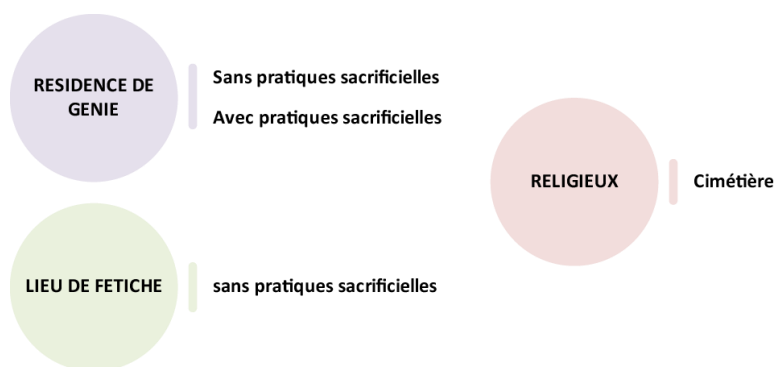 RESIDENCE DE
GENIE
Sans pratiques sacrificielles
Avec pratiques sacrificielles
LIEU DE FETICHE
sans pratiques sacrificielles
RELIGIEUX
Cimétière